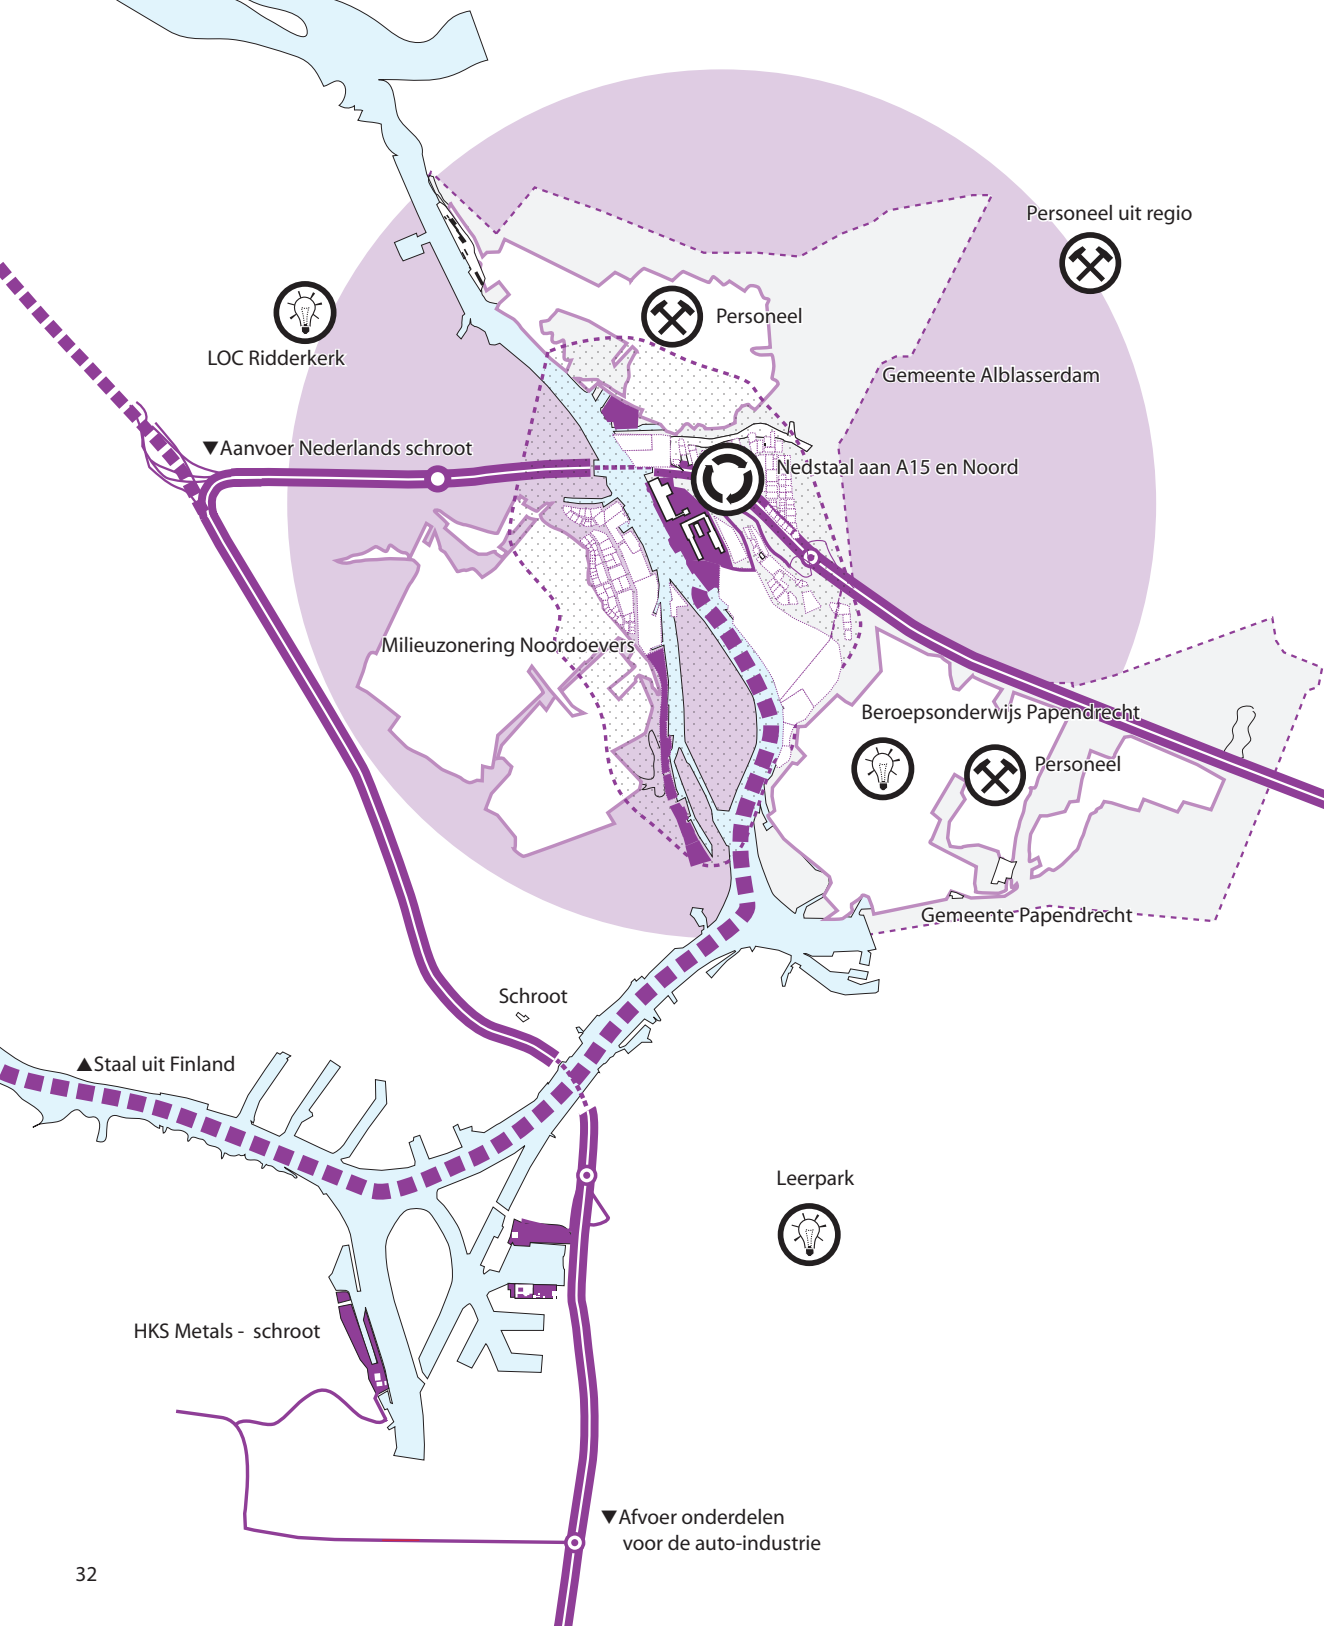 Personeel uit regio
Personeel
LOC Ridderkerk
Gemeente Alblasserdam
▼Aanvoer Nederlands schroot
Nedstaal aan A15 en Noord
Milieuzonering Noordoevers
Beroepsonderwijs Papendrecht
Personeel
Gemeente Papendrecht
Schroot
▲Staal uit Finland
Leerpark
HKS Metals - schroot
▼Afvoer onderdelen
voor de auto-industrie
32